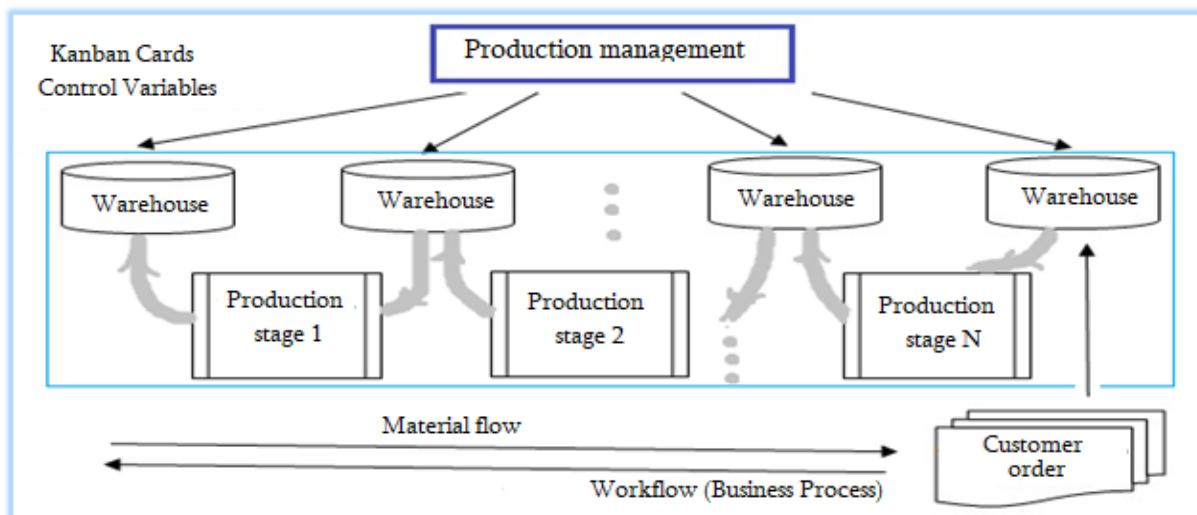 Kanban Cards
Control Variables
Production management
Warehouse
Warehouse
Warehouse
Warehouse
Production
stage 1
Production
stage 2
Production
stage N
Material flow
Workflow (Business Process)
Customer
order